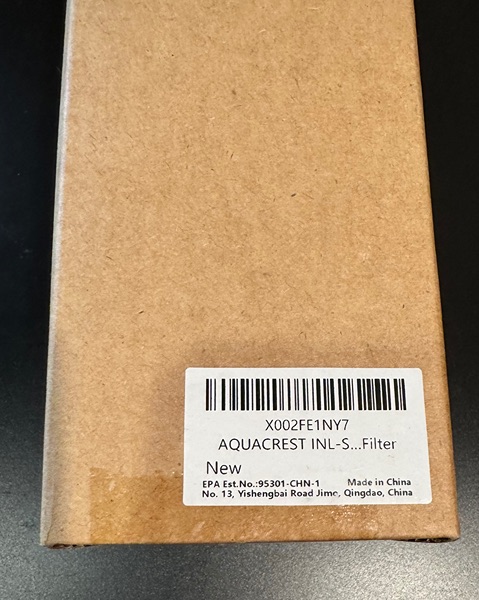 X002FE1NY7
AQUACREST INL-S...Filter
New
EPA Est.No.:95301-CHN-1 Made in China
No. 13, Yishengbai Road Jimo, Qingdao, China